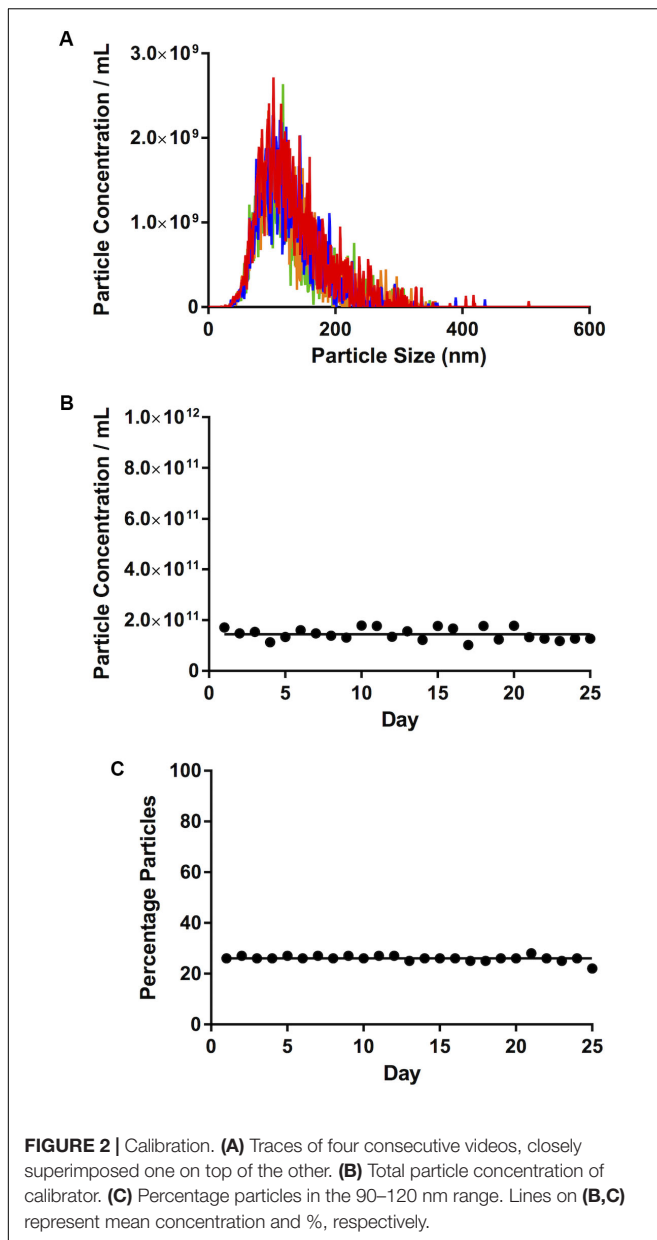 A
Particle Concentration / mL
3.0×10⁹
2.0×10⁹
1.0×10⁹
0
0 200 400 600
Particle Size (nm)
B
Particle Concentration / mL
1.0×10¹²
8.0×10¹¹
6.0×10¹¹
4.0×10¹¹
2.0×10¹¹
0
0 5 10 15 20 25
Day
C
Percentage Particles
100
80
60
40
20
0
0 5 10 15 20 25
Day
FIGURE 2 | Calibration. (A) Traces of four consecutive videos, closely
superimposed one on top of the other. (B) Total particle concentration of
calibrator. (C) Percentage particles in the 90–120 nm range. Lines on (B,C)
represent mean concentration and %, respectively.